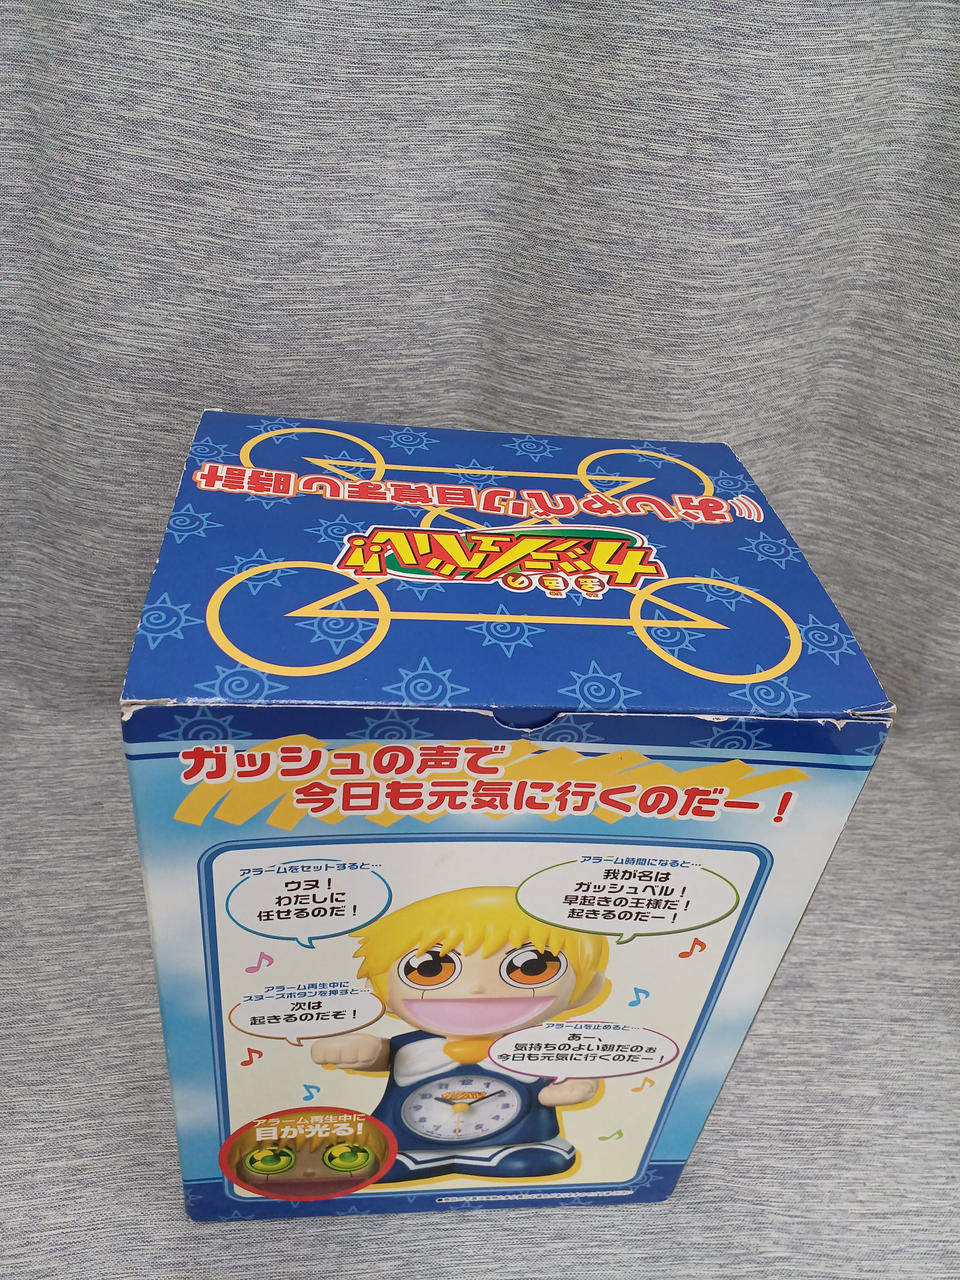 おしゃべり目覚まし時計
金色の
ガッシュベル!!
ガッシュの声で
今日も元気に行くのだー！
アラームをセットすると…
ウヌ！
わたしに
任せるのだ！
アラーム時間になると…
我が名は
ガッシュベル！
早起きの王様だ！
起きるのだー！
アラーム再生中に
スヌーズボタンを押すと…
次は
起きるのだぞ！
アラームを止めると…
あー、
気持ちのよい朝だのぉ
今日も元気に行くのだー！
アラーム再生中に
目が光る!